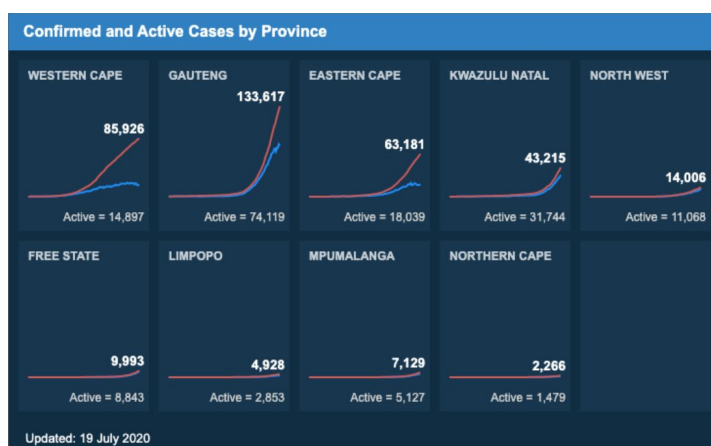 Confirmed and Active Cases by Province
WESTERN CAPE
85,926
Active = 14,897
GAUTENG
133,617
Active = 74,119
EASTERN CAPE
63,181
Active = 18,039
KWAZULU NATAL
43,215
Active = 31,744
NORTH WEST
14,006
Active = 11,068
FREE STATE
9,993
Active = 8,843
LIMPOPO
4,928
Active = 2,853
MPUMALANGA
7,129
Active = 5,127
NORTHERN CAPE
2,266
Active = 1,479
Updated: 19 July 2020